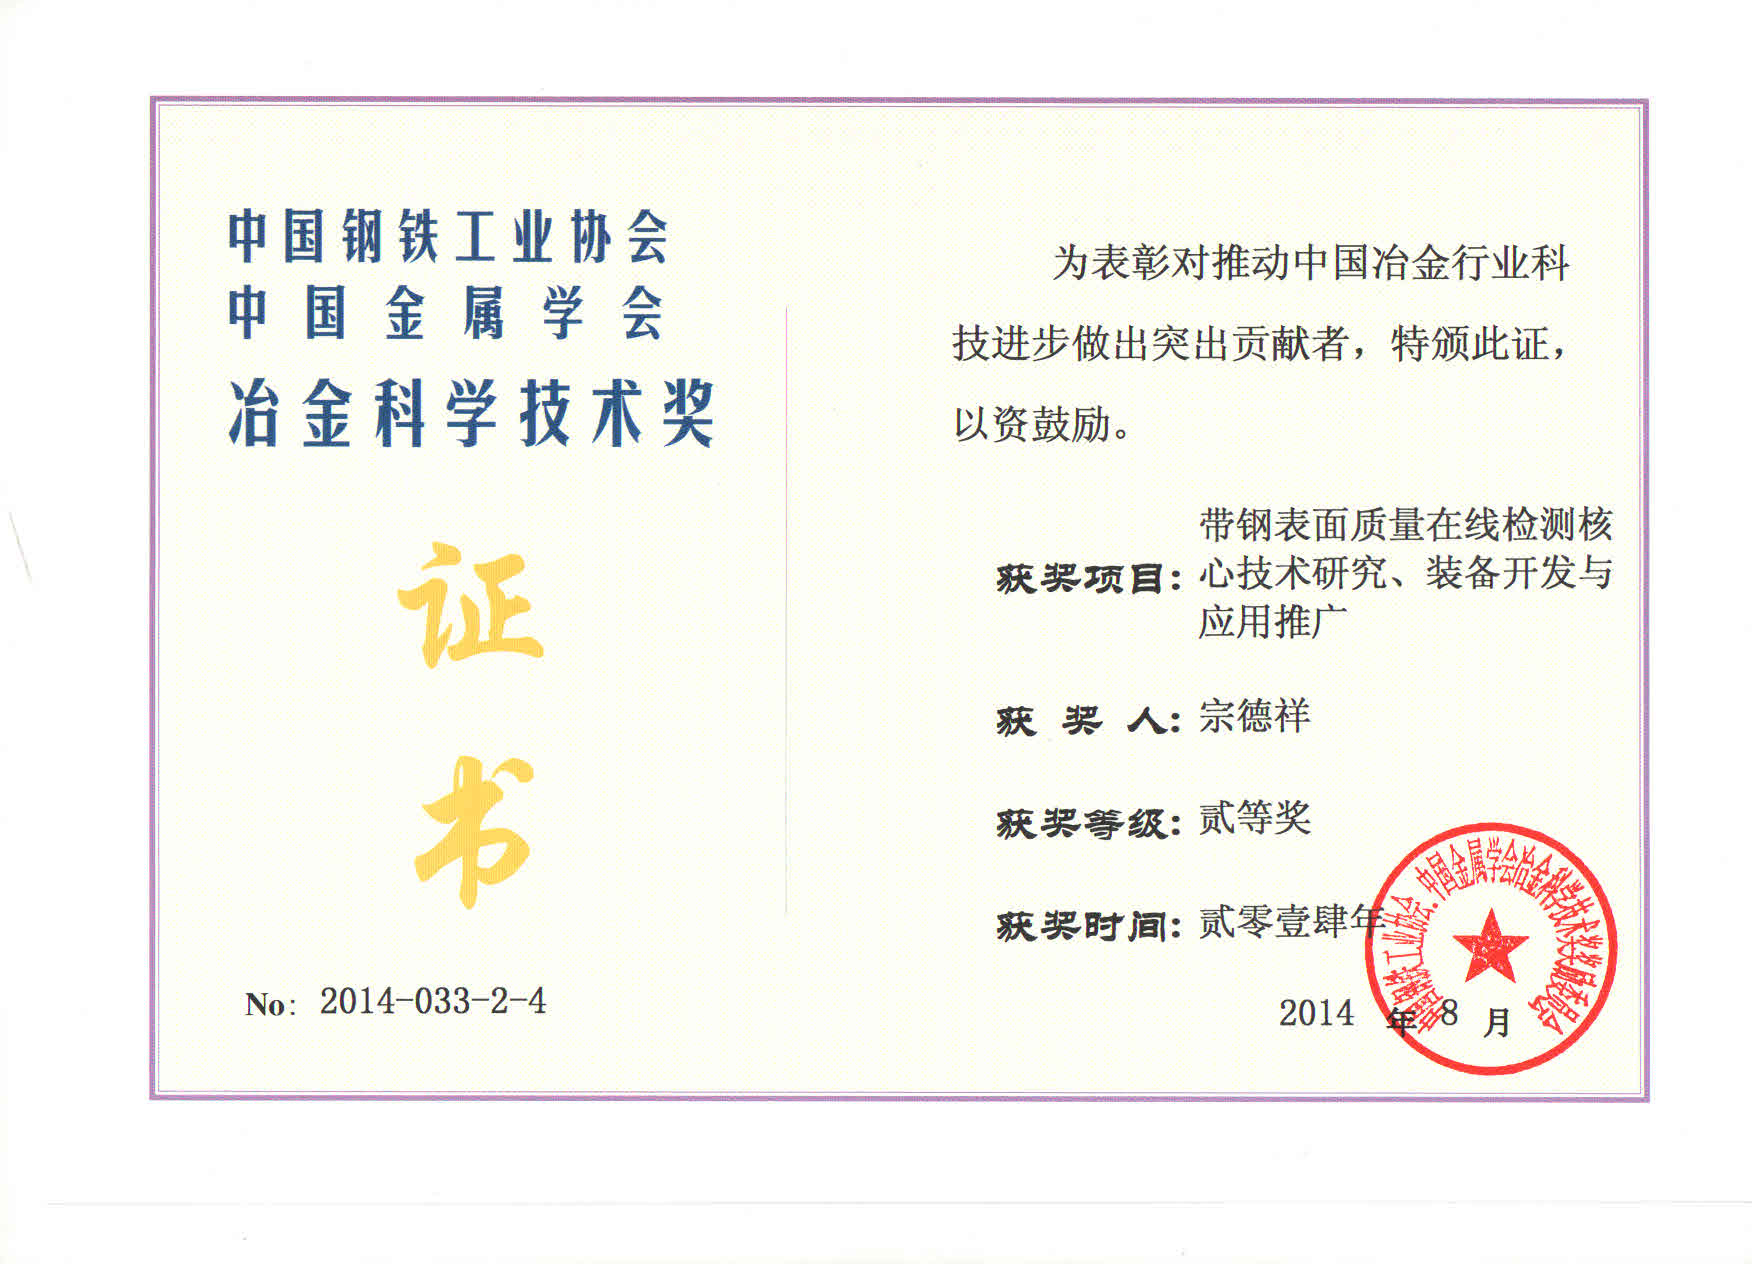 中国钢铁工业协会
中国金属学会
冶金科学技术奖
证
书
No: 2014-033-2-4
为表彰对推动中国冶金行业科
技进步做出突出贡献者，特颁此证，
以资鼓励。
获奖项目: 带钢表面质量在线检测核
心技术研究、装备开发与
应用推广
获奖人: 宗德祥
获奖等级: 贰等奖
获奖时间: 贰零壹肆年
2014 年 8 月
中国钢铁工业协会·中国金属学会冶金科学技术奖奖